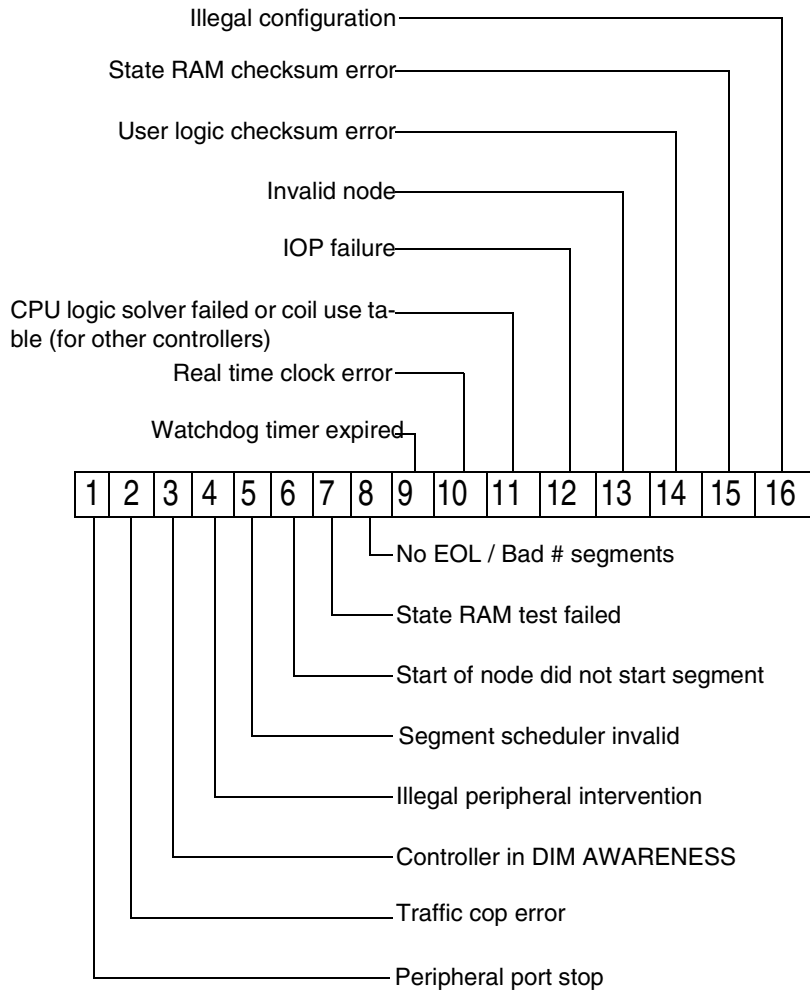 Illegal configuration
State RAM checksum error
User logic checksum error
Invalid node
IOP failure
CPU logic solver failed or coil use ta-
ble (for other controllers)
Real time clock error
Watchdog timer expired
1 2 3 4 5 6 7 8 9 10 11 12 13 14 15 16
No EOL / Bad # segments
State RAM test failed
Start of node did not start segment
Segment scheduler invalid
Illegal peripheral intervention
Controller in DIM AWARENESS
Traffic cop error
Peripheral port stop